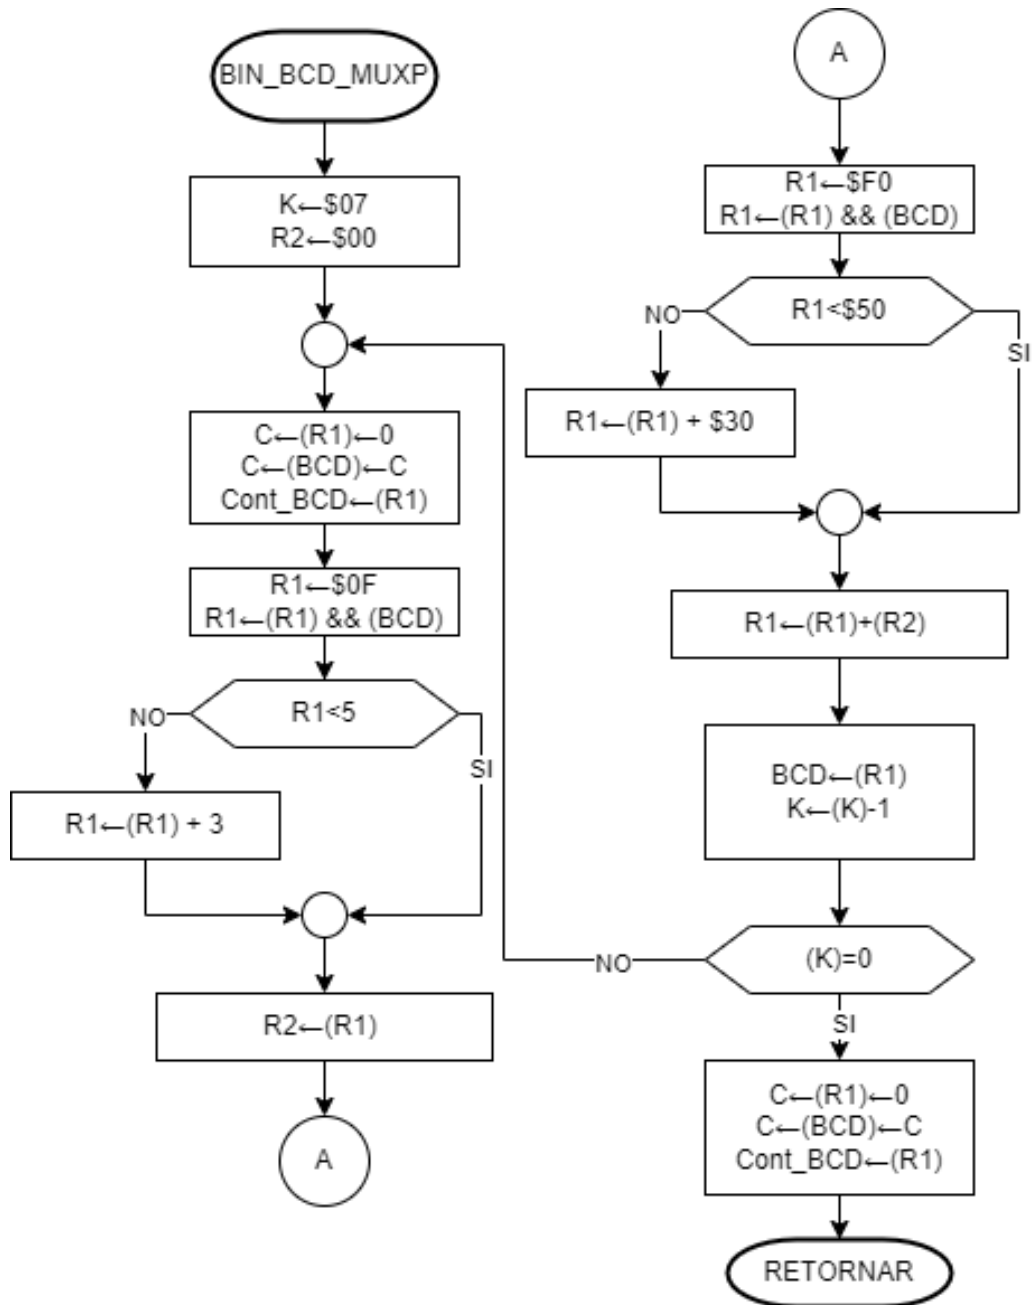 BIN_BCD_MUXP
K←$07
R2←$00
C←(R1)←0
C←(BCD)←C
Cont_BCD←(R1)
R1←$0F
R1←(R1) && (BCD)
R1<5
NO
SI
R1←(R1) + 3
R2←(R1)
A
A
R1←$F0
R1←(R1) && (BCD)
R1<$50
NO
SI
R1←(R1) + $30
R1←(R1)+(R2)
BCD←(R1)
K←(K)-1
(K)=0
NO
SI
C←(R1)←0
C←(BCD)←C
Cont_BCD←(R1)
RETORNAR